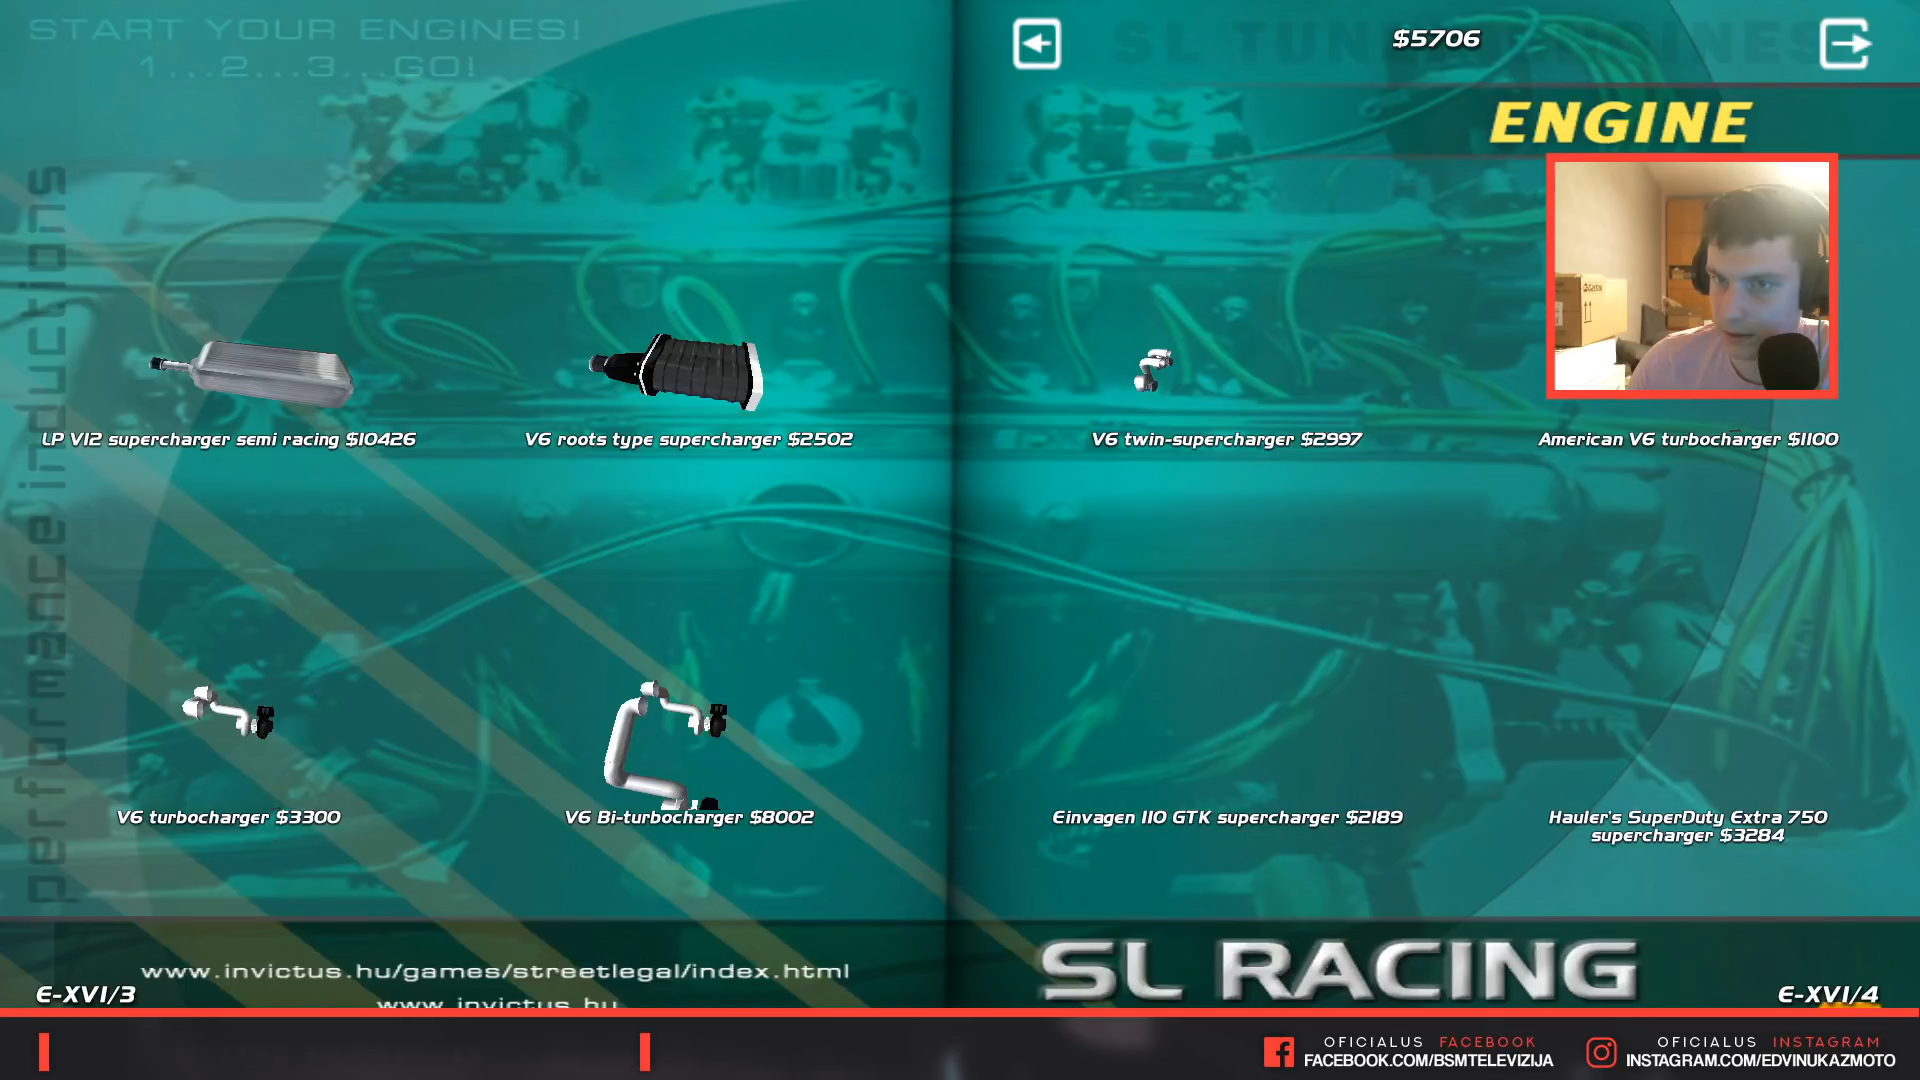 START YOUR ENGINES!
1...2...3...GO!
SL TUNED ENGINES
$5706
ENGINE
performance inductions
LP V12 supercharger semi racing $10426
V6 roots type supercharger $2502
V6 twin-supercharger $2997
American V6 turbocharger $1100
V6 turbocharger $3300
V6 Bi-turbocharger $8002
Einvagen 110 GTK supercharger $2189
Hauler's SuperDuty Extra 750
supercharger $3284
www.invictus.hu/games/streetlegal/index.html
www.invictus.hu
SL RACING
E-XVI/3
E-XVI/4
OFICIALUS FACEBOOK
FACEBOOK.COM/BSMTELEVIZIJA
OFICIALUS INSTAGRAM
INSTAGRAM.COM/EDVINUKAZMOTO